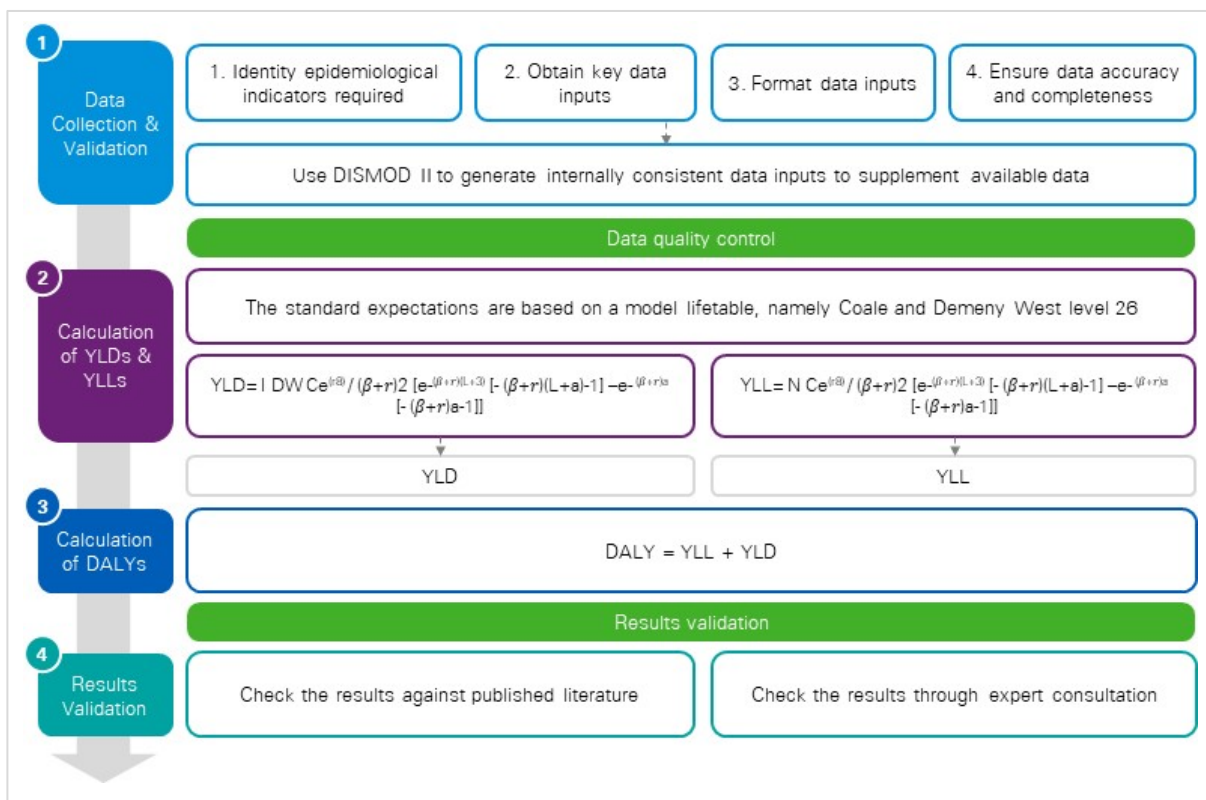 1
Data
Collection &
Validation
1. Identity epidemiological
indicators required
2. Obtain key data
inputs
3. Format data inputs
4. Ensure data accuracy
and completeness
Use DISMOD II to generate internally consistent data inputs to supplement available data
Data quality control
2
Calculation
of YLDs &
YLLs
The standard expectations are based on a model lifetable, namely Coale and Demeny West level 26
YLD= I DW Ce^(ra) / (β+r)2 [e-^(β+r)(L+3) [- (β+r)(L+a)-1] –e-^(β+r)a
[- (β+r)a-1]]
YLL= N Ce^(ra) / (β+r)2 [e-^(β+r)(L+3) [- (β+r)(L+a)-1] –e-^(β+r)a
[- (β+r)a-1]]
YLD
YLL
3
Calculation
of DALYs
DALY = YLL + YLD
Results validation
4
Results
Validation
Check the results against published literature
Check the results through expert consultation